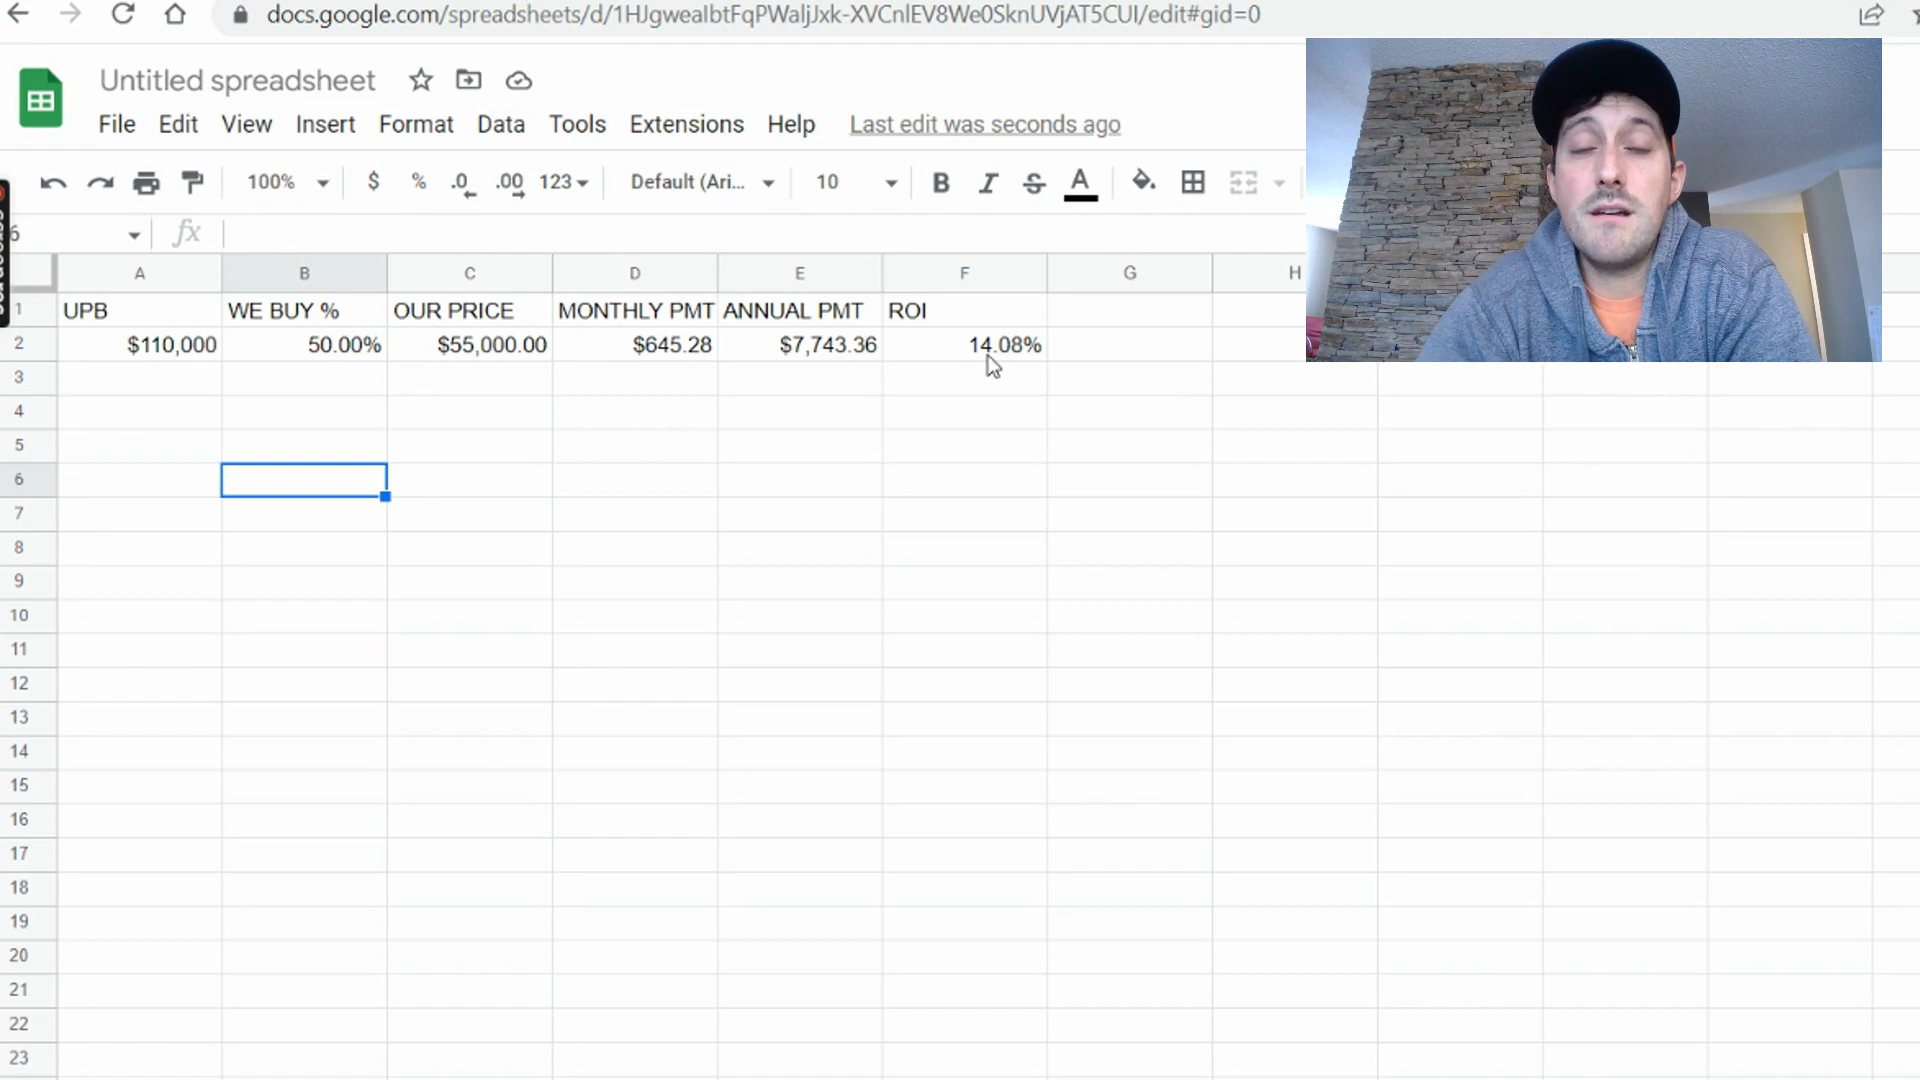 docs.google.com/spreadsheets/d/1HJgwealbtFqPWaljJxk-XVCnlEV8We0SknUVjAT5CUI/edit#gid=0
Untitled spreadsheet
File Edit View Insert Format Data Tools Extensions Help Last edit was seconds ago
100% $ % .0 .00 123 Default (Ari... 10 B I S A
6 fx
A B C D E F G H
1 UPB WE BUY % OUR PRICE MONTHLY PMT ANNUAL PMT ROI
2 $110,000 50.00% $55,000.00 $645.28 $7,743.36 14.08%
3
4
5
6
7
8
9
10
11
12
13
14
15
16
17
18
19
20
21
22
23